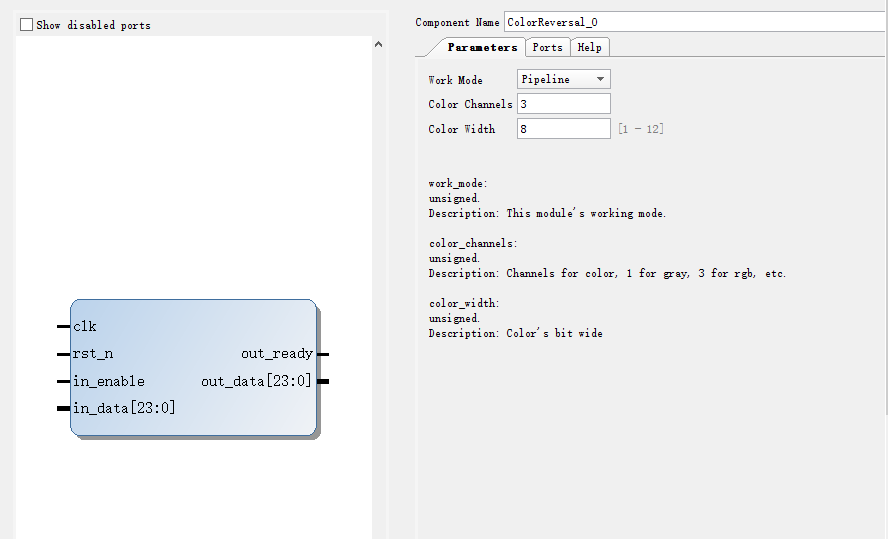 Show disabled ports
clk
rst_n
in_enable
in_data[23:0]
out_ready
out_data[23:0]
Component Name ColorReversal_0
Parameters Ports Help
Work Mode Pipeline
Color Channels 3
Color Width 8 [1 - 12]
work_mode:
unsigned.
Description: This module's working mode.
color_channels:
unsigned.
Description: Channels for color, 1 for gray, 3 for rgb, etc.
color_width:
unsigned.
Description: Color's bit wide